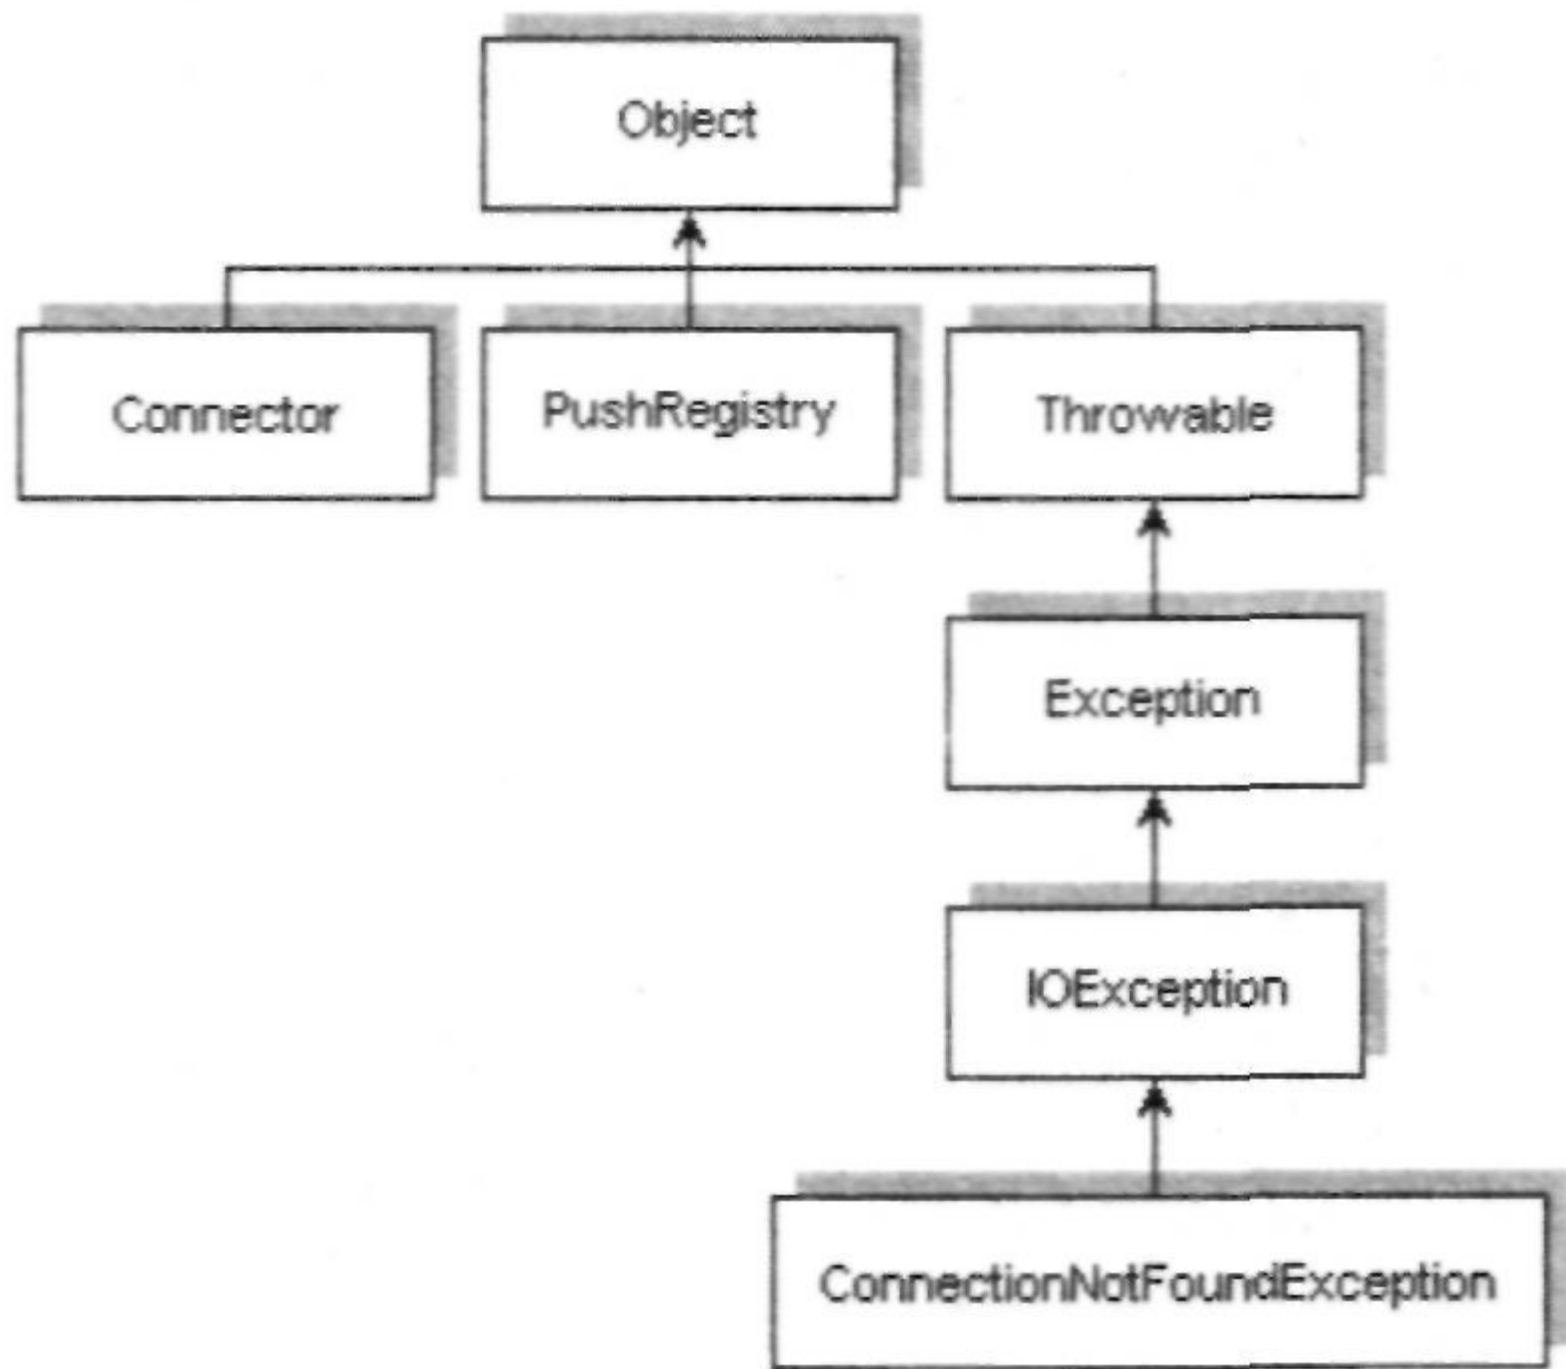 Object
Connector
PushRegistry
Throwable
Exception
IOException
ConnectionNotFoundException